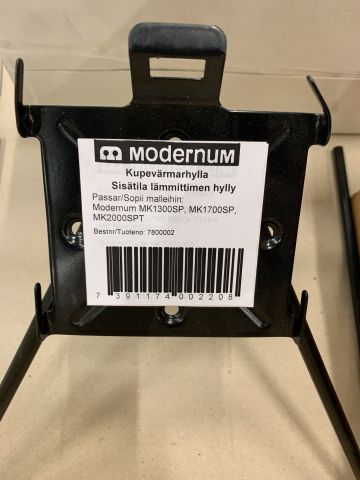 MODERNUM
Kupevärmarhylla
Sisätila lämmittimen hylly
Passar/Sopii malleihin:
Modernum MK1300SP, MK1700SP,
MK2000SPT
Bestnr/Tuoteno: 7800002
7 391174 002208